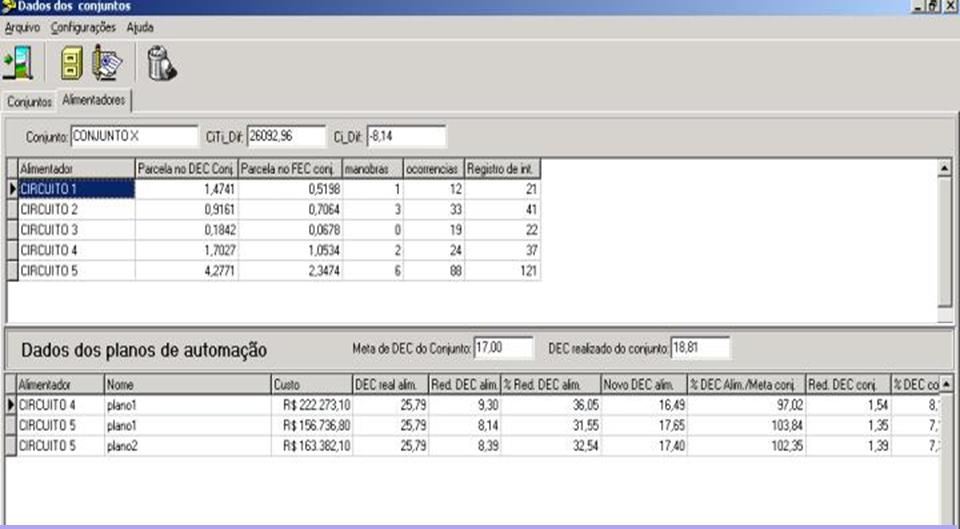 Dados dos conjuntos
Arquivo Configurações Ajuda
Conjuntos Alimentadores
Conjunto: CONJUNTO X CiTi_Dif: 26092,96 Ci_Dif: -8,14
Alimentador Parcela no DEC Conj. Parcela no FEC conj. manobras ocorrencias Registro de int.
CIRCUITO 1 1,4741 0,5198 1 12 21
CIRCUITO 2 0,9161 0,7064 3 33 41
CIRCUITO 3 0,1842 0,0678 0 19 22
CIRCUITO 4 1,7027 1,0534 2 24 37
CIRCUITO 5 4,2771 2,3474 6 88 121
Dados dos planos de automação Meta de DEC do Conjunto: 17,00 DEC realizado do conjunto: 18,81
Alimentador Nome Custo DEC real alim. Red. DEC alim. % Red. DEC alim. Novo DEC alim. % DEC Alim./Meta conj. Red. DEC conj. % DEC co
CIRCUITO 4 plano1 R$ 222.273,10 25,79 9,30 36,05 16,49 97,02 1,54 8,
CIRCUITO 5 plano1 R$ 156.736,80 25,79 8,14 31,55 17,65 103,84 1,35 7,
CIRCUITO 5 plano2 R$ 163.382,10 25,79 8,39 32,54 17,40 102,35 1,39 7,